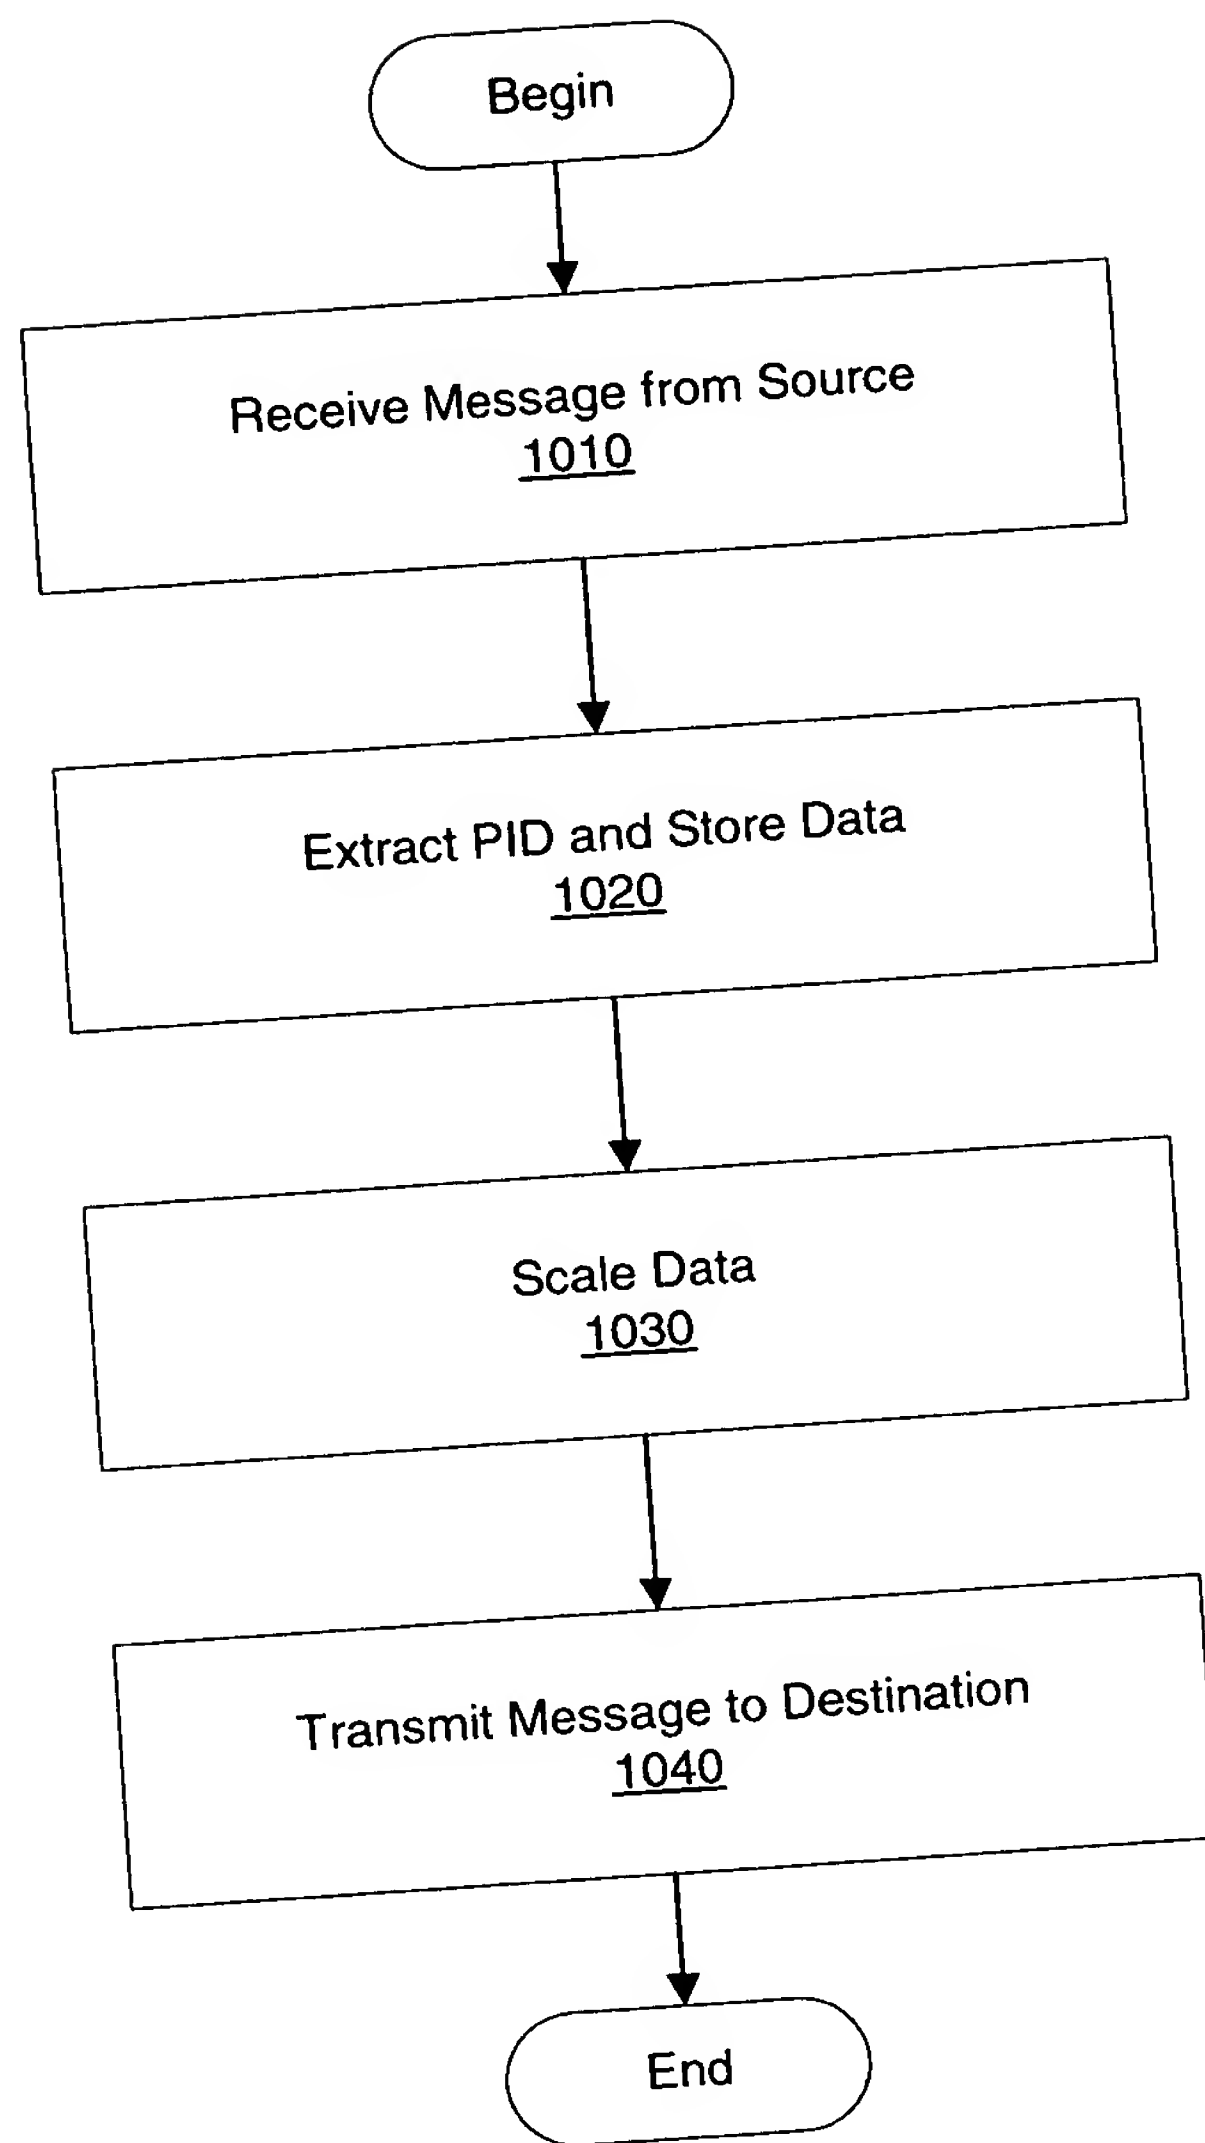 Begin
Receive Message from Source
1010
Extract PID and Store Data
1020
Scale Data
1030
Transmit Message to Destination
1040
End